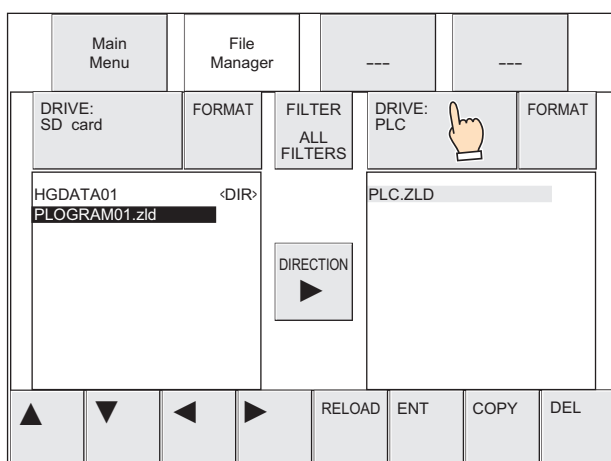 Main
Menu
File
Manager
---
---
DRIVE:
SD card
FORMAT
FILTER
ALL
FILTERS
DRIVE:
PLC
FORMAT
HGDATA01 <DIR>
PLOGRAM01.zld
PLC.ZLD
DIRECTION
RELOAD
ENT
COPY
DEL